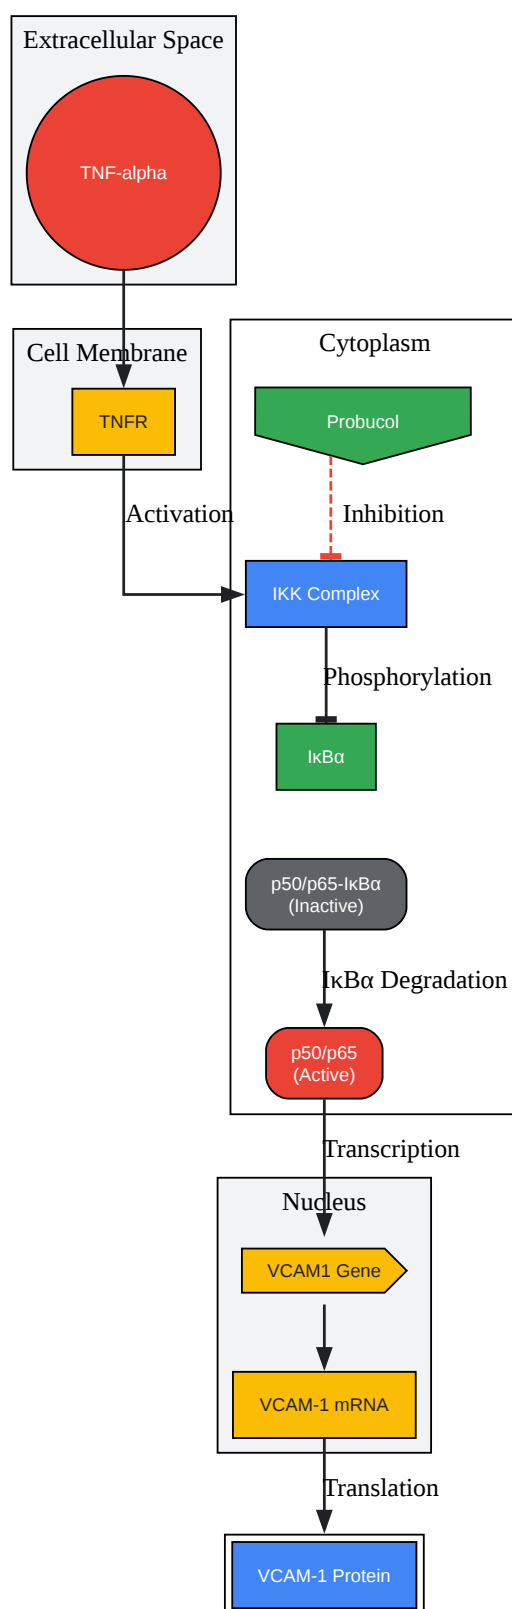 Extracellular Space
TNF-alpha
Cell Membrane
TNFR
Activation
Cytoplasm
Probucol
Inhibition
IKK Complex
Phosphorylation
IκBα
p50/p65-IκBα
(Inactive)
IκBα Degradation
p50/p65
(Active)
Transcription
Nucleus
VCAM1 Gene
VCAM-1 mRNA
Translation
VCAM-1 Protein